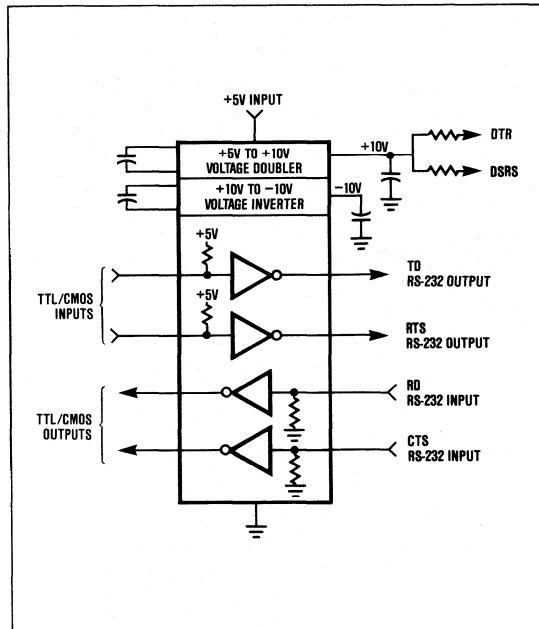 +5V INPUT
+5V TO +10V
VOLTAGE DOUBLER
+10V
DTR
DSRS
+10V TO −10V
VOLTAGE INVERTER
−10V
+5V
TTL/CMOS
INPUTS
TD
RS-232 OUTPUT
+5V
RTS
RS-232 OUTPUT
TTL/CMOS
OUTPUTS
RD
RS-232 INPUT
CTS
RS-232 INPUT